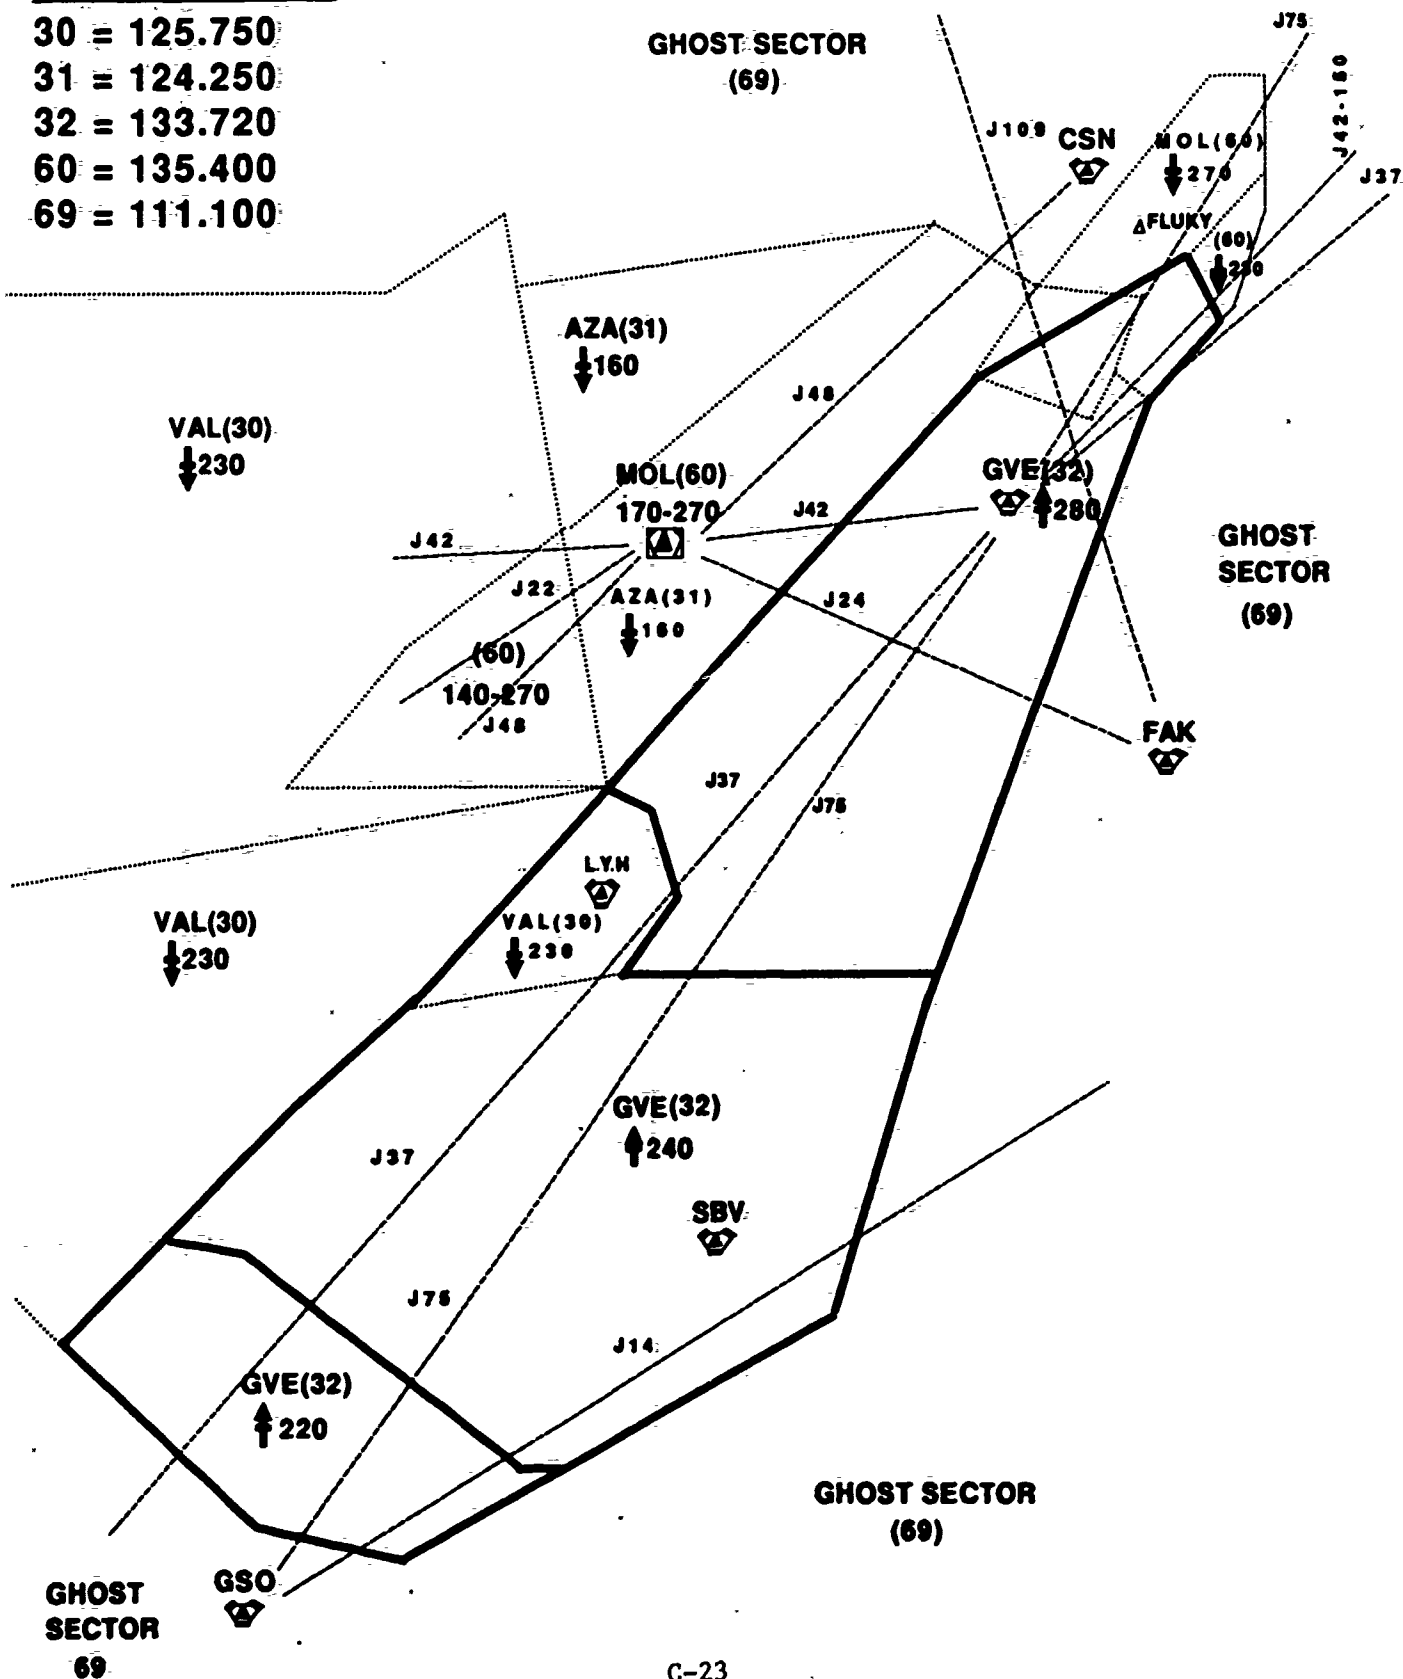 30 = 125.750
31 = 124.250
32 = 133.720
60 = 135.400
69 = 111.100
GHOST SECTOR
(69)
J75
J42-150
J109
CSN
MOL(60)
270
J37
FLUKY
(60)
230
AZA(31)
160
J48
VAL(30)
230
MOL(60)
170-270
J42
J42
GVE(32)
280
GHOST
SECTOR
(69)
J22
AZA(31)
160
J24
(60)
140-270
J48
FAK
J37
J75
LYH
VAL(30)
230
VAL(30)
230
GVE(32)
240
J37
SBV
J75
J14
GVE(32)
220
GHOST SECTOR
(69)
GSO
GHOST
SECTOR
69
C-23